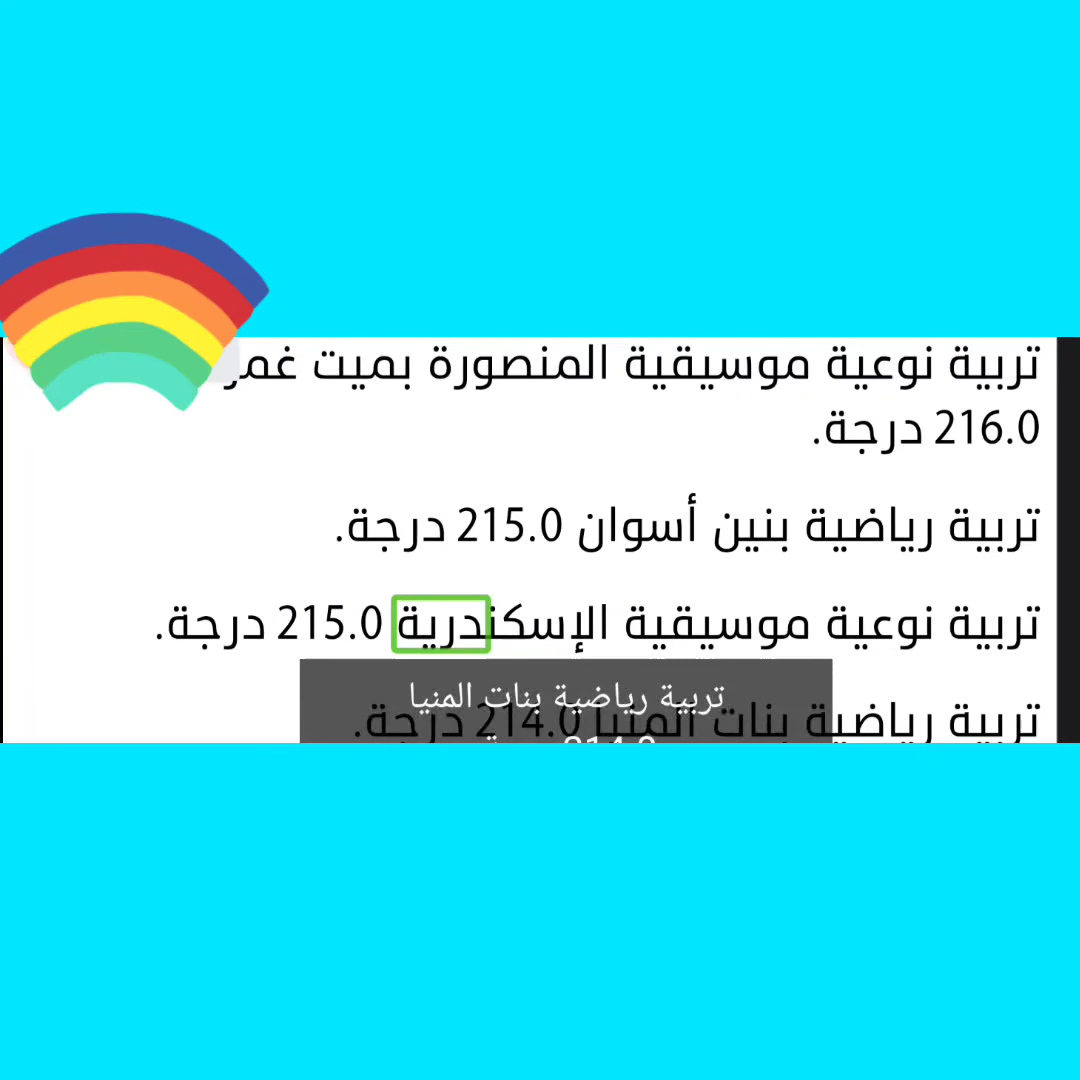 تربية نوعية موسيقية المنصورة بميت غمر
216.0 درجة.
تربية رياضية بنين أسوان 215.0 درجة.
تربية نوعية موسيقية الإسكندرية 215.0 درجة.
تربية رياضية بنات المنيا
تربية رياضية بنات المنيا 214.0 درجة.